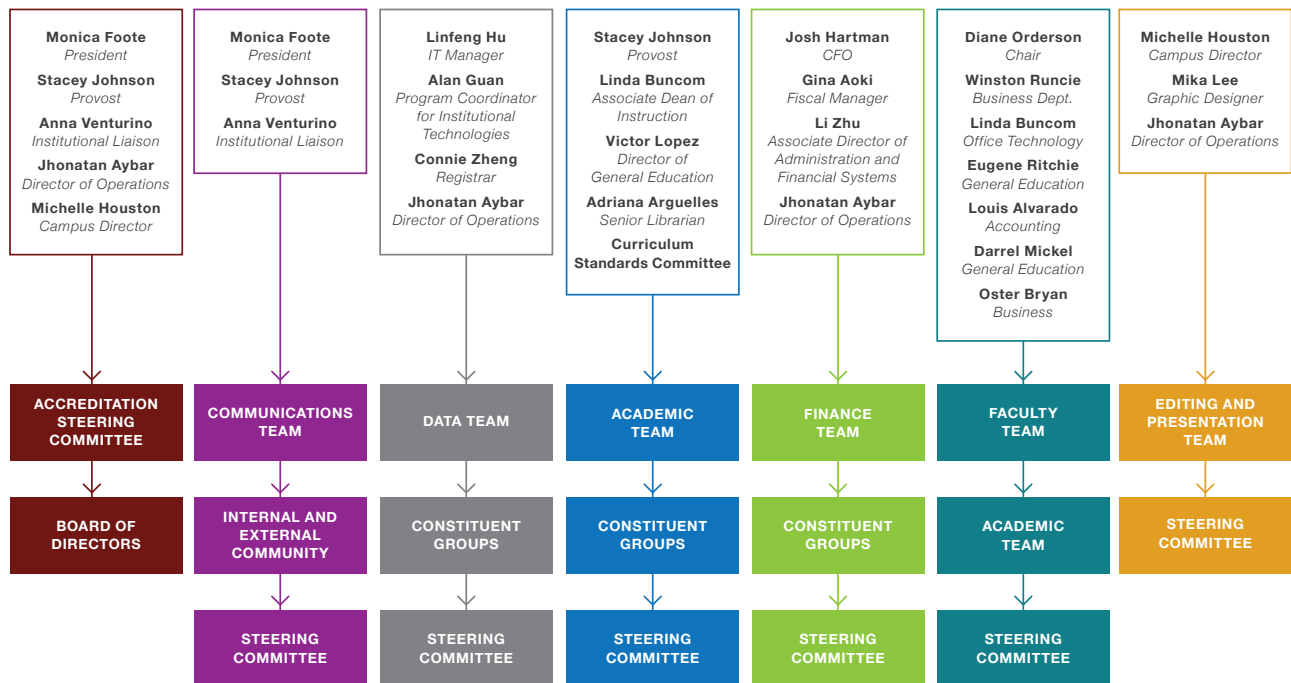 Monica Foote
President
Stacey Johnson
Provost
Anna Venturino
Institutional Liaison
Jhonatan Aybar
Director of Operations
Michelle Houston
Campus Director
Monica Foote
President
Stacey Johnson
Provost
Anna Venturino
Institutional Liaison
Linfeng Hu
IT Manager
Alan Guan
Program Coordinator
for Institutional
Technologies
Connie Zheng
Registrar
Jhonatan Aybar
Director of Operations
Stacey Johnson
Provost
Linda Buncom
Associate Dean of
Instruction
Victor Lopez
Director of
General Education
Adriana Arguelles
Senior Librarian
Curriculum
Standards Committee
Josh Hartman
CFO
Gina Aoki
Fiscal Manager
Li Zhu
Associate Director of
Administration and
Financial Systems
Jhonatan Aybar
Director of Operations
Diane Orderson
Chair
Winston Runcie
Business Dept.
Linda Buncom
Office Technology
Eugene Ritchie
General Education
Louis Alvarado
Accounting
Darrel Mickel
General Education
Oster Bryan
Business
Michelle Houston
Campus Director
Mika Lee
Graphic Designer
Jhonatan Aybar
Director of Operations
ACCREDITATION
STEERING
COMMITTEE
COMMUNICATIONS
TEAM
DATA TEAM
ACADEMIC
TEAM
FINANCE
TEAM
FACULTY
TEAM
EDITING AND
PRESENTATION
TEAM
BOARD OF
DIRECTORS
INTERNAL AND
EXTERNAL
COMMUNITY
CONSTITUENT
GROUPS
CONSTITUENT
GROUPS
CONSTITUENT
GROUPS
ACADEMIC
TEAM
STEERING
COMMITTEE
STEERING
COMMITTEE
STEERING
COMMITTEE
STEERING
COMMITTEE
STEERING
COMMITTEE
STEERING
COMMITTEE